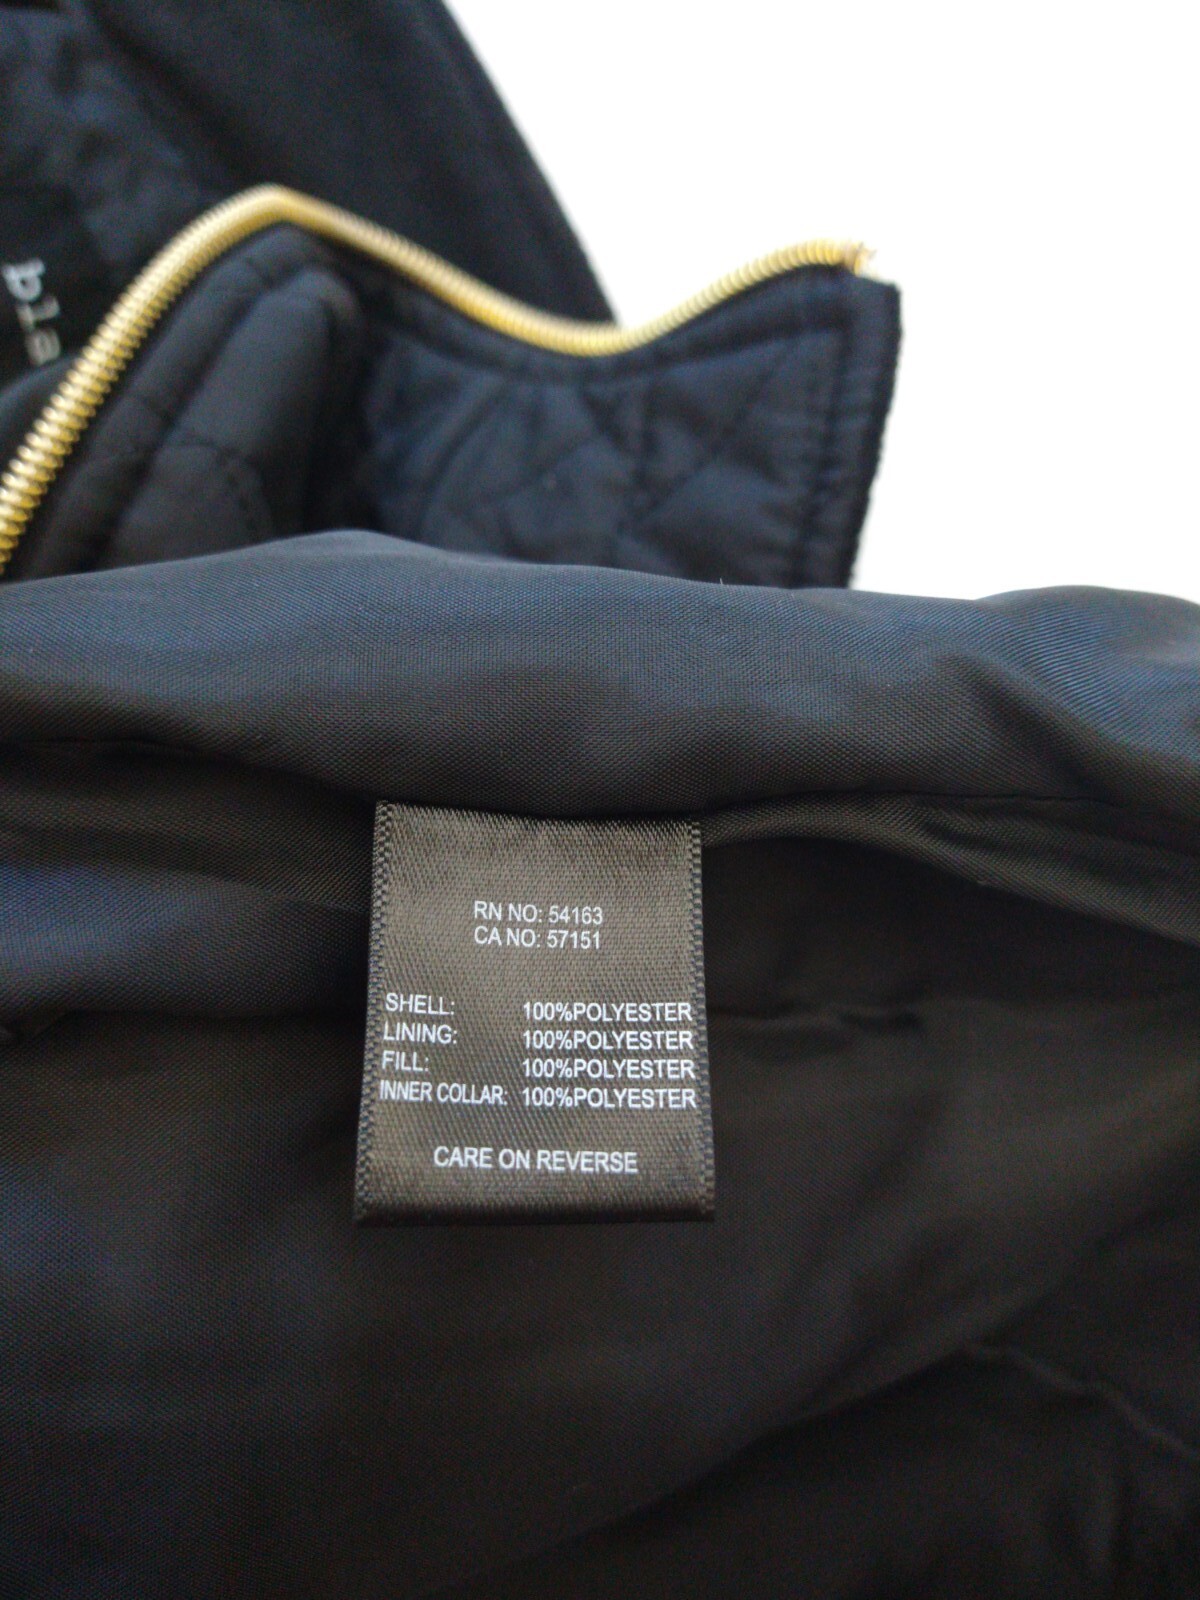 bla
RN NO: 54163
CA NO: 57151
SHELL: 100%POLYESTER
LINING: 100%POLYESTER
FILL: 100%POLYESTER
INNER COLLAR: 100%POLYESTER
CARE ON REVERSE